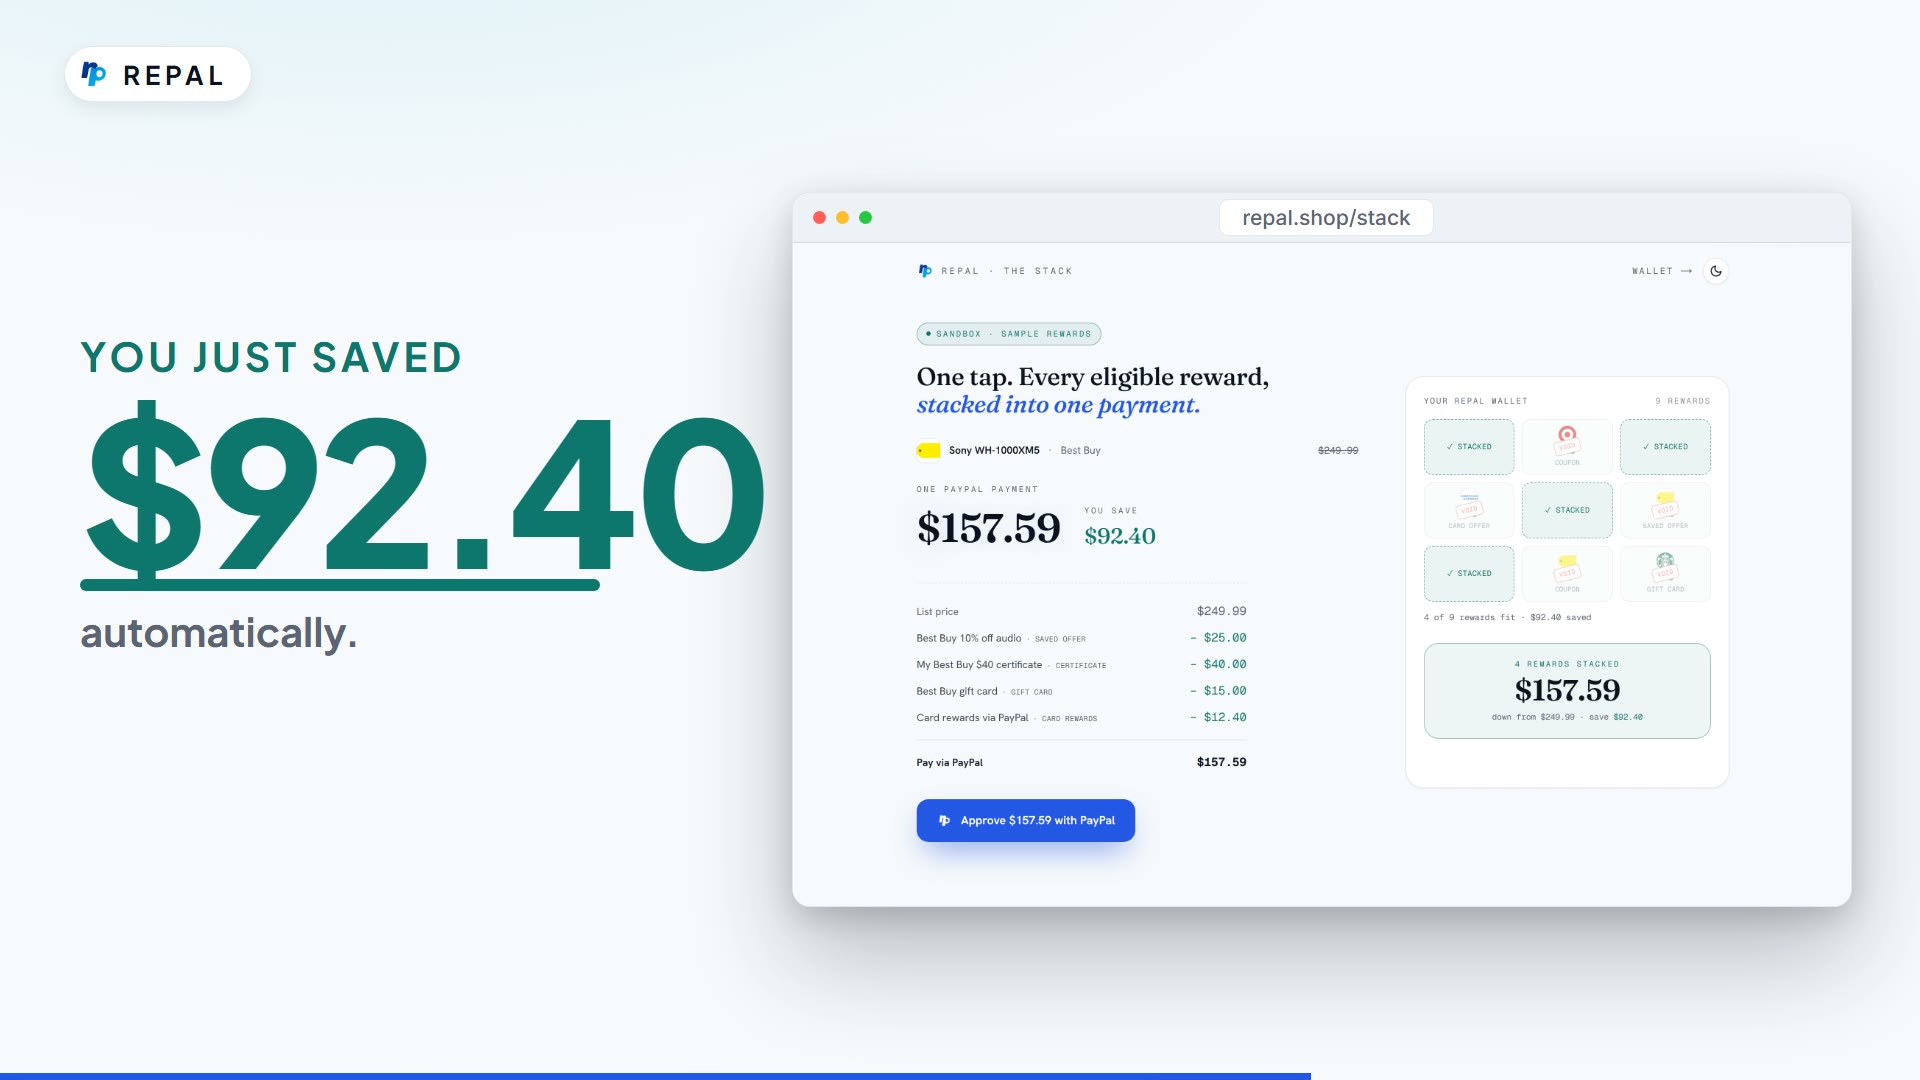 REPAL
YOU JUST SAVED
$92.40
automatically.
repal.shop/stack
REPAL · THE STACK
WALLET →
SANDBOX · SAMPLE REWARDS
One tap. Every eligible reward,
stacked into one payment.
Sony WH-1000XM5 · Best Buy $249.99
ONE PAYPAL PAYMENT
$157.59
YOU SAVE
$92.40
List price $249.99
Best Buy 10% off audio · SAVED OFFER − $25.00
My Best Buy $40 certificate · CERTIFICATE − $40.00
Best Buy gift card · GIFT CARD − $15.00
Card rewards via PayPal · CARD REWARDS − $12.40
Pay via PayPal $157.59
Approve $157.59 with PayPal
YOUR REPAL WALLET 9 REWARDS
✓ STACKED
VOID
COUPON
✓ STACKED
VOID
CARD OFFER
✓ STACKED
VOID
SAVED OFFER
✓ STACKED
VOID
COUPON
VOID
GIFT CARD
4 of 9 rewards fit · $92.40 saved
4 REWARDS STACKED
$157.59
down from $249.99 · save $92.40